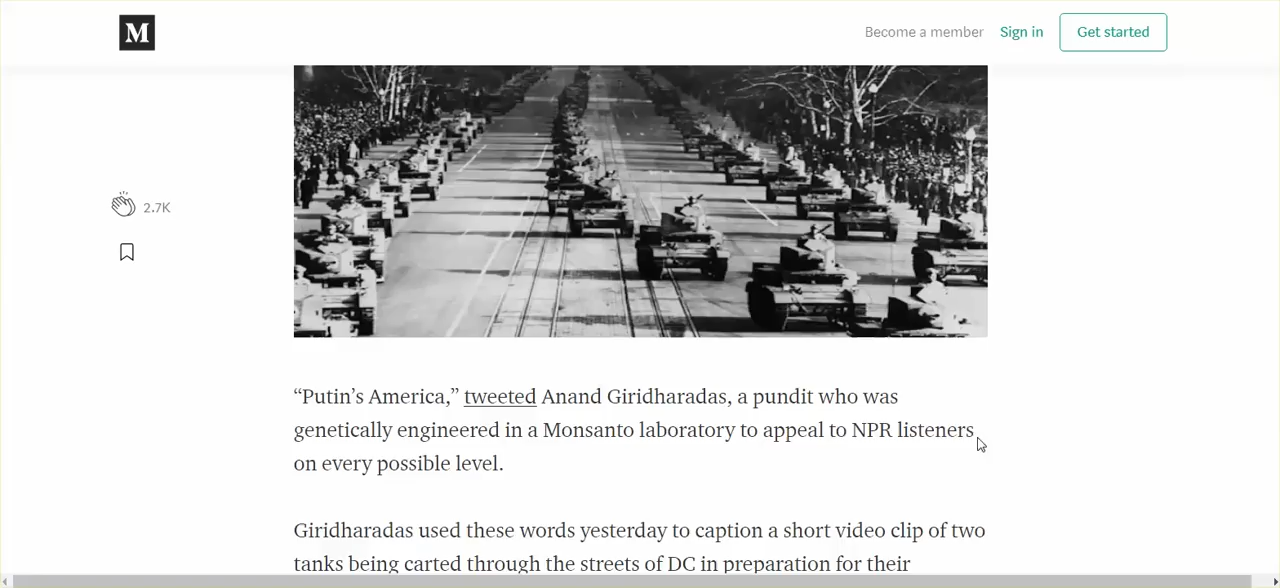 M
Become a member Sign in Get started
2.7K
“Putin’s America,” tweeted Anand Giridharadas, a pundit who was
genetically engineered in a Monsanto laboratory to appeal to NPR listeners
on every possible level.
Giridharadas used these words yesterday to caption a short video clip of two
tanks being carted through the streets of DC in preparation for their